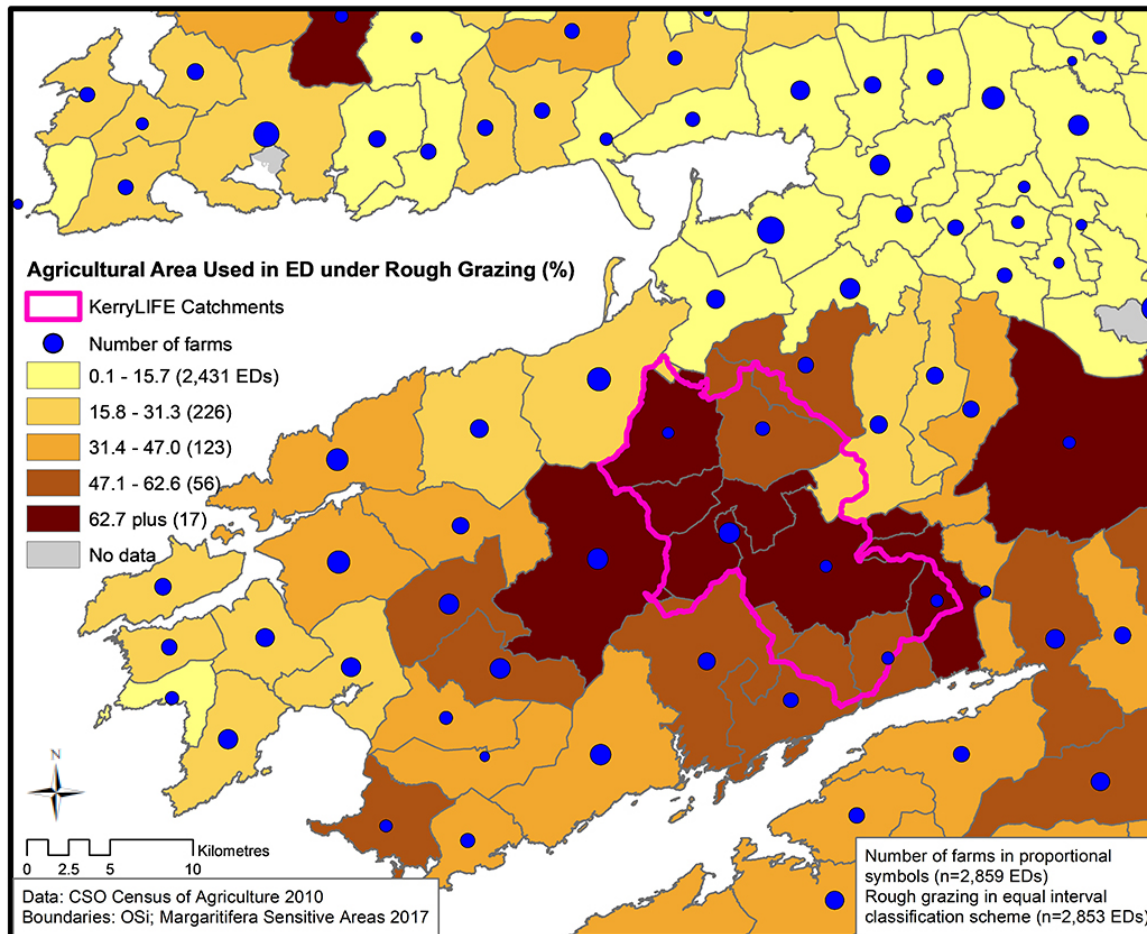 Agricultural Area Used in ED under Rough Grazing (%)
KerryLIFE Catchments
Number of farms
0.1 - 15.7 (2,431 EDs)
15.8 - 31.3 (226)
31.4 - 47.0 (123)
47.1 - 62.6 (56)
62.7 plus (17)
No data
N
Kilometres
0 2.5 5 10
Data: CSO Census of Agriculture 2010
Boundaries: OSi; Margaritifera Sensitive Areas 2017
Number of farms in proportional
symbols (n=2,859 EDs)
Rough grazing in equal interval
classification scheme (n=2,853 EDs)